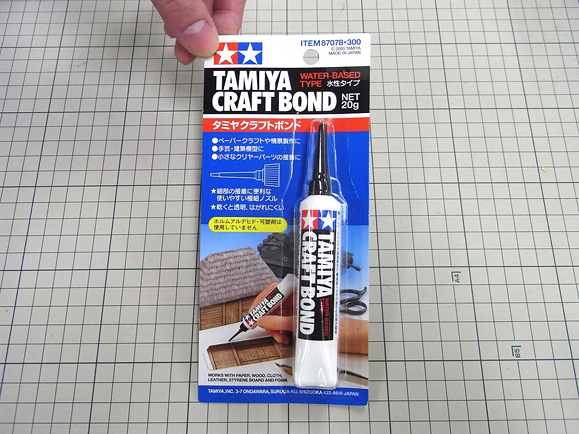 ITEM 87078•300
© 2005 TAMIYA
MADE IN JAPAN
TAMIYA
CRAFT BOND
WATER-BASED
TYPE 水性タイプ
NET
20g
タミヤクラフトボンド
●ペーパークラフトや情景製作に
●手芸・建築模型に
●小さなクリヤーパーツの接着に
★細部の接着に便利な
使いやすい極細ノズル
★乾くと透明、はがれにくい
ホルムアルデヒド・可塑剤は
使用していません
TAMIYA
CRAFT BOND
WATER-BASED
TAMIYA
CRAFT BOND
WORKS WITH PAPER, WOOD, CLOTH,
LEATHER, STYRENE BOARD AND FOAM.
TAMIYA, INC. 3-7 ONDAWARA, SURUGA-KU, SHIZUOKA 422-8610 JAPAN
A4
B5